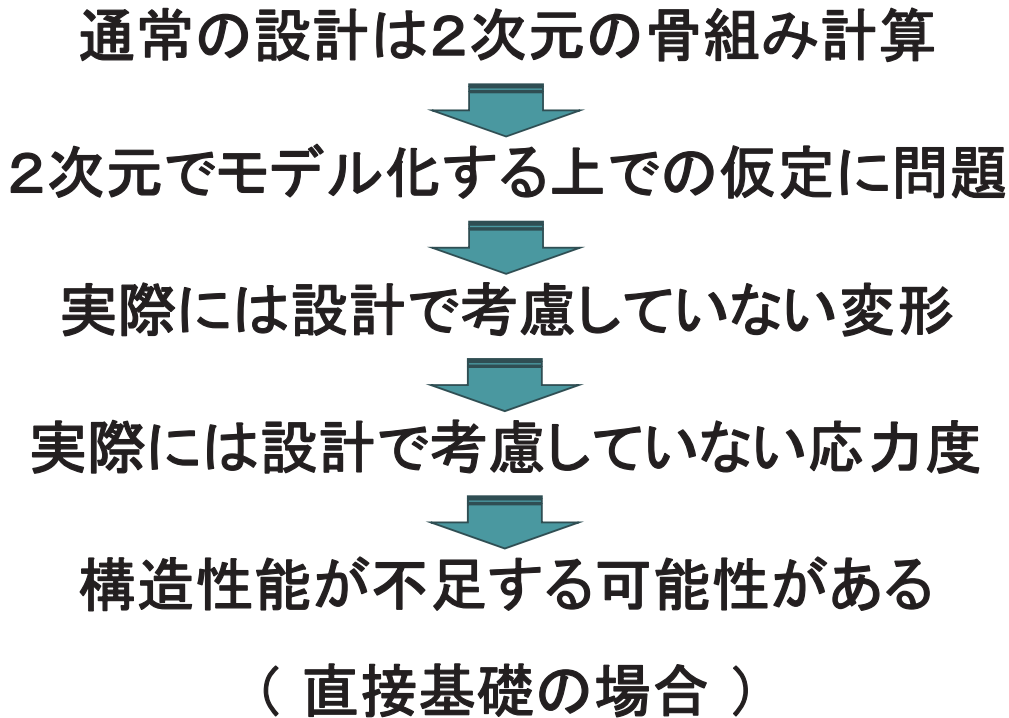 通常の設計は２次元の骨組み計算
２次元でモデル化する上での仮定に問題
実際には設計で考慮していない変形
実際には設計で考慮していない応力度
構造性能が不足する可能性がある
（ 直接基礎の場合 ）